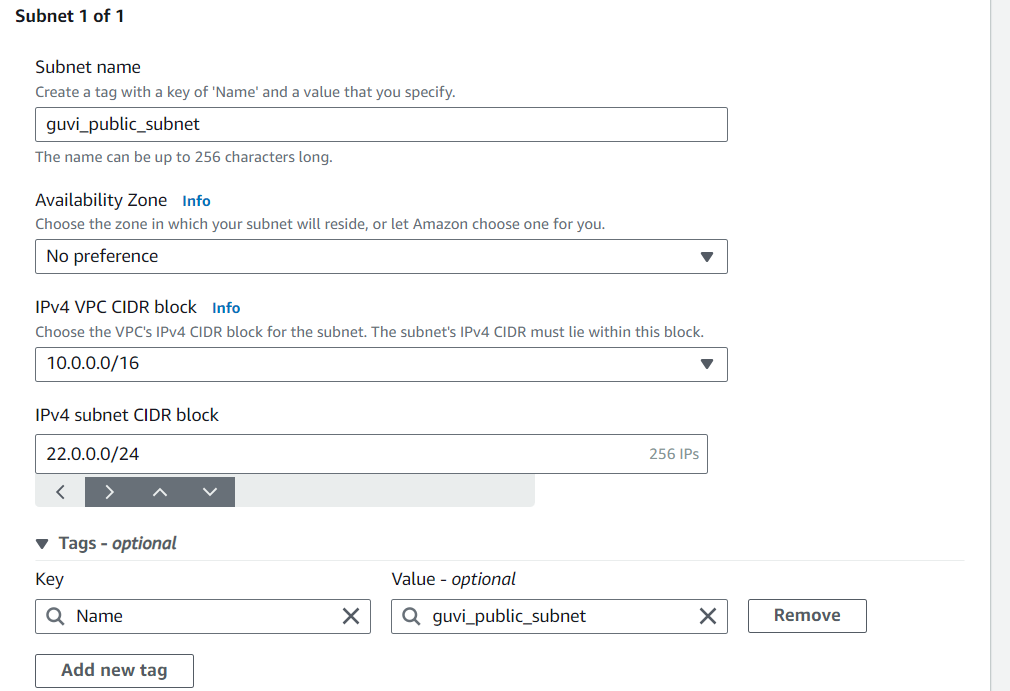 Subnet 1 of 1
Subnet name
Create a tag with a key of 'Name' and a value that you specify.
guvi_public_subnet
The name can be up to 256 characters long.
Availability Zone Info
Choose the zone in which your subnet will reside, or let Amazon choose one for you.
No preference
IPv4 VPC CIDR block Info
Choose the VPC's IPv4 CIDR block for the subnet. The subnet's IPv4 CIDR must lie within this block.
10.0.0.0/16
IPv4 subnet CIDR block
22.0.0.0/24 256 IPs
Tags - optional
Key Value - optional
Name guvi_public_subnet Remove
Add new tag